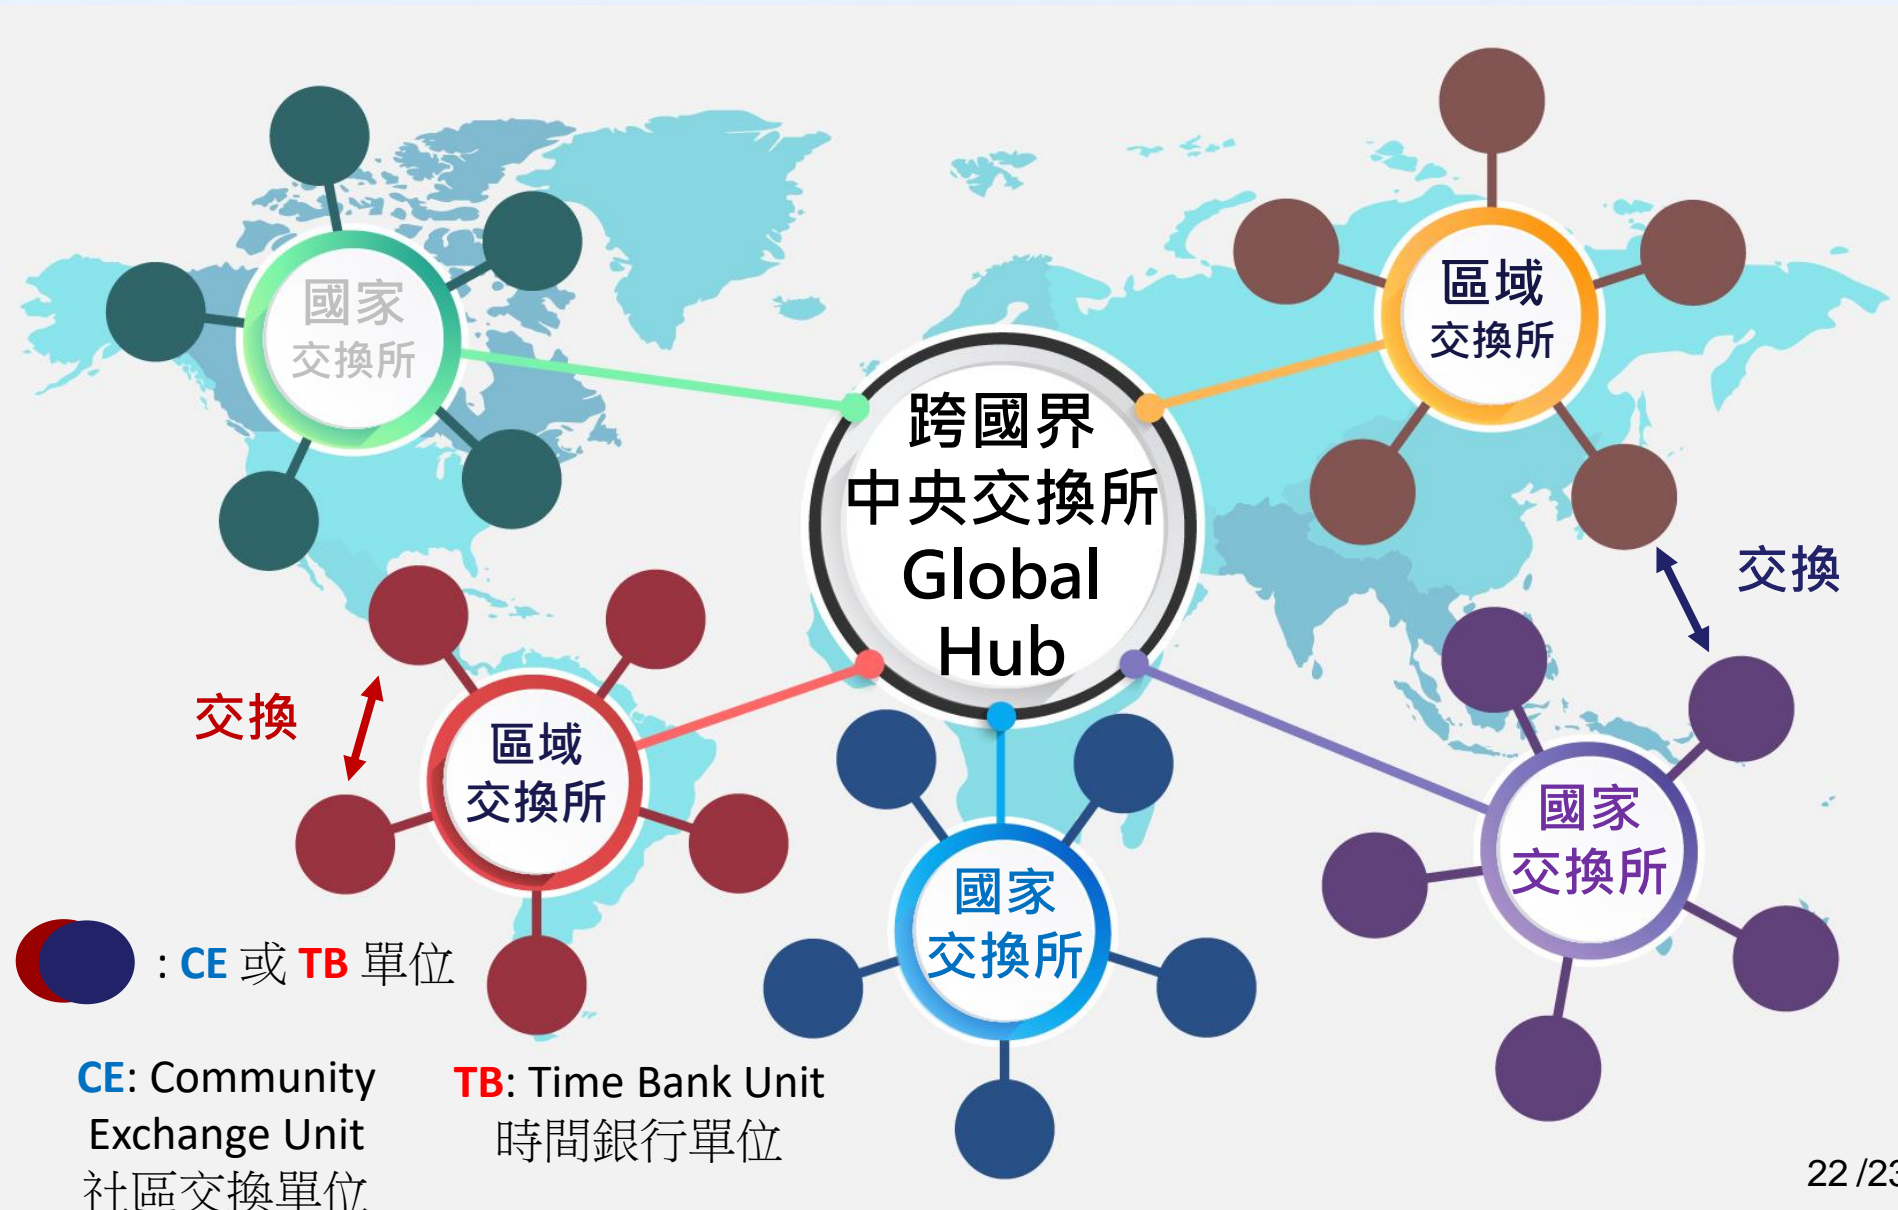 國家
交換所
區域
交換所
跨國界
中央交換所
Global
Hub
交換
交換
區域
交換所
國家
交換所
國家
交換所
: CE 或 TB 單位
CE: Community
Exchange Unit
社區交換單位
TB: Time Bank Unit
時間銀行單位
22 /23